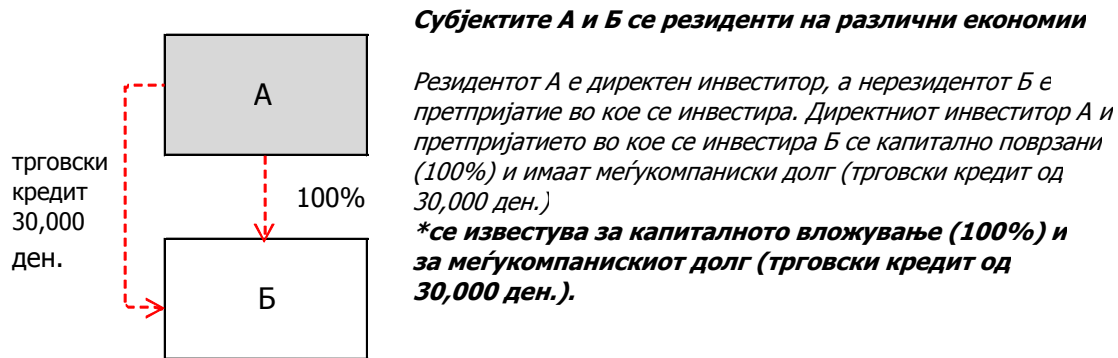 Субјектите А и Б се резиденти на различни економии
А
Резидентот А е директен инвеститор, а нерезидентот Б е
претпријатие во кое се инвестира. Директниот инвеститор А и
претпријатието во кое се инвестира Б се капитално поврзани
(100%) и имаат меѓукомпаниски долг (трговски кредит од
30,000 ден.)
*се известува за капиталното вложување (100%) и
за меѓукомпанискиот долг (трговски кредит од
30,000 ден.).
трговски
кредит
30,000
ден.
100%
Б